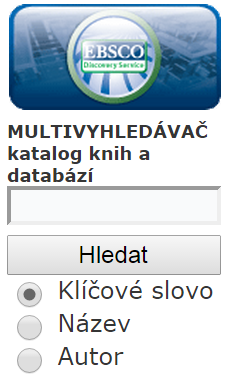 EBSCO
Discovery Service
MULTIVYHLEDÁVAČ
katalog knih a
databází
Hledat
Klíčové slovo
Název
Autor